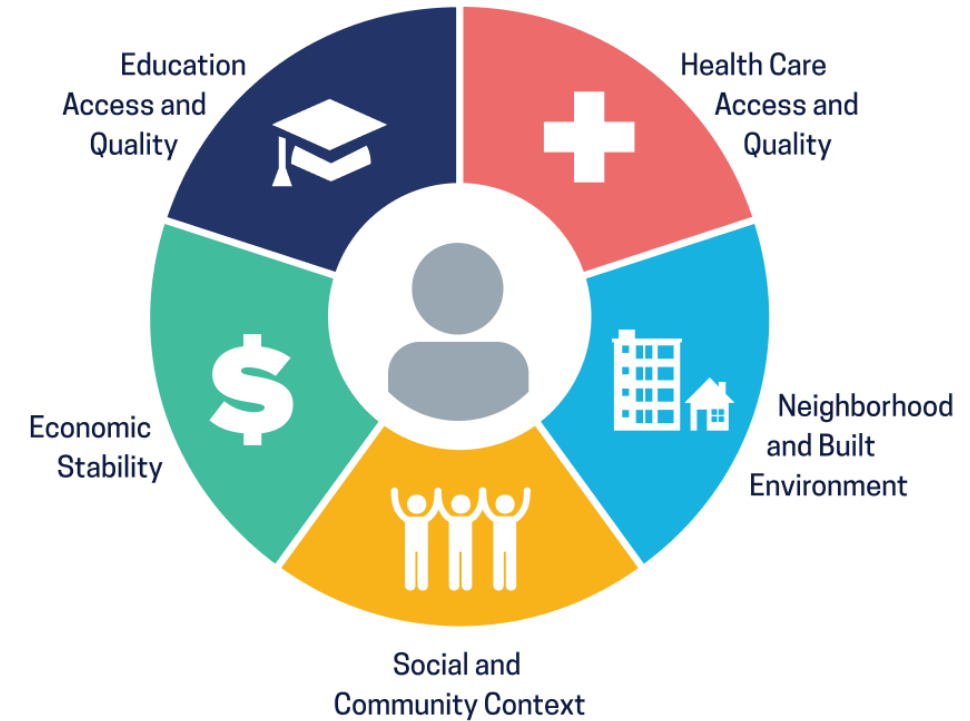 Education
Access and
Quality
Health Care
Access and
Quality
Economic
Stability
Neighborhood
and Built
Environment
Social and
Community Context